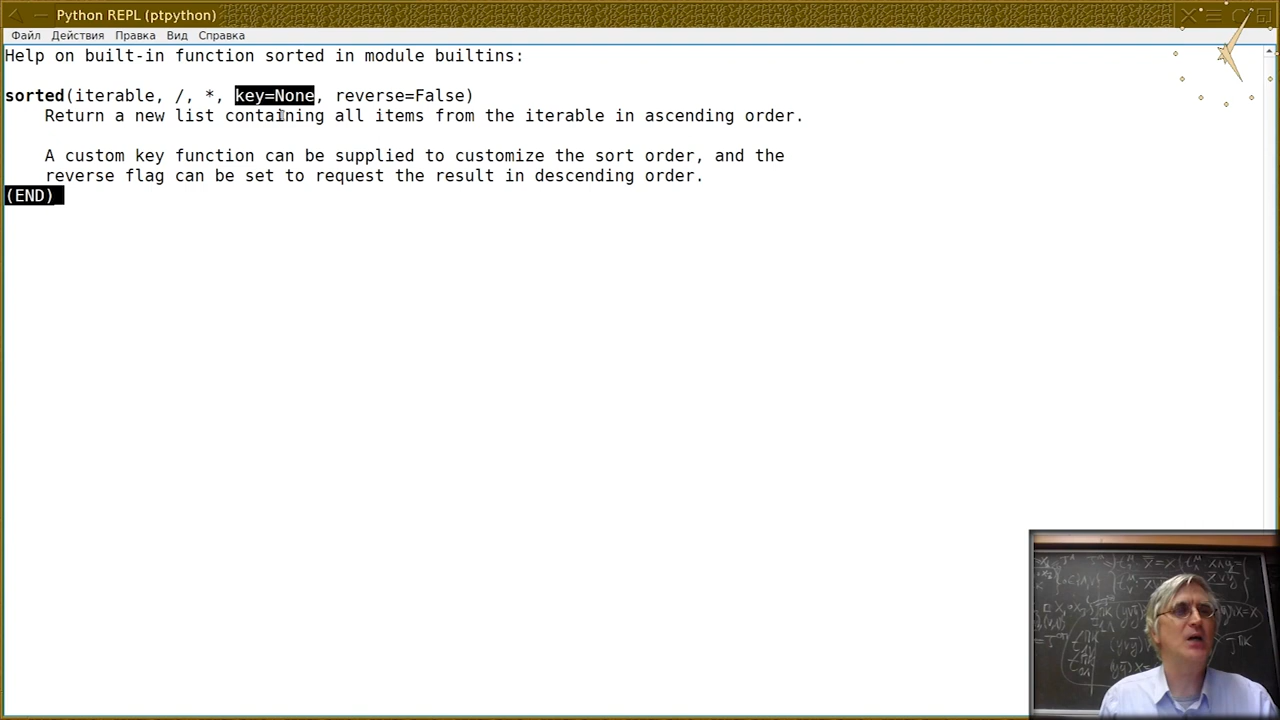 Python REPL (ptpython)
Файл Действия Правка Вид Справка
Help on built-in function sorted in module builtins:
sorted(iterable, /, *, key=None, reverse=False)
Return a new list containing all items from the iterable in ascending order.
A custom key function can be supplied to customize the sort order, and the
reverse flag can be set to request the result in descending order.
(END)